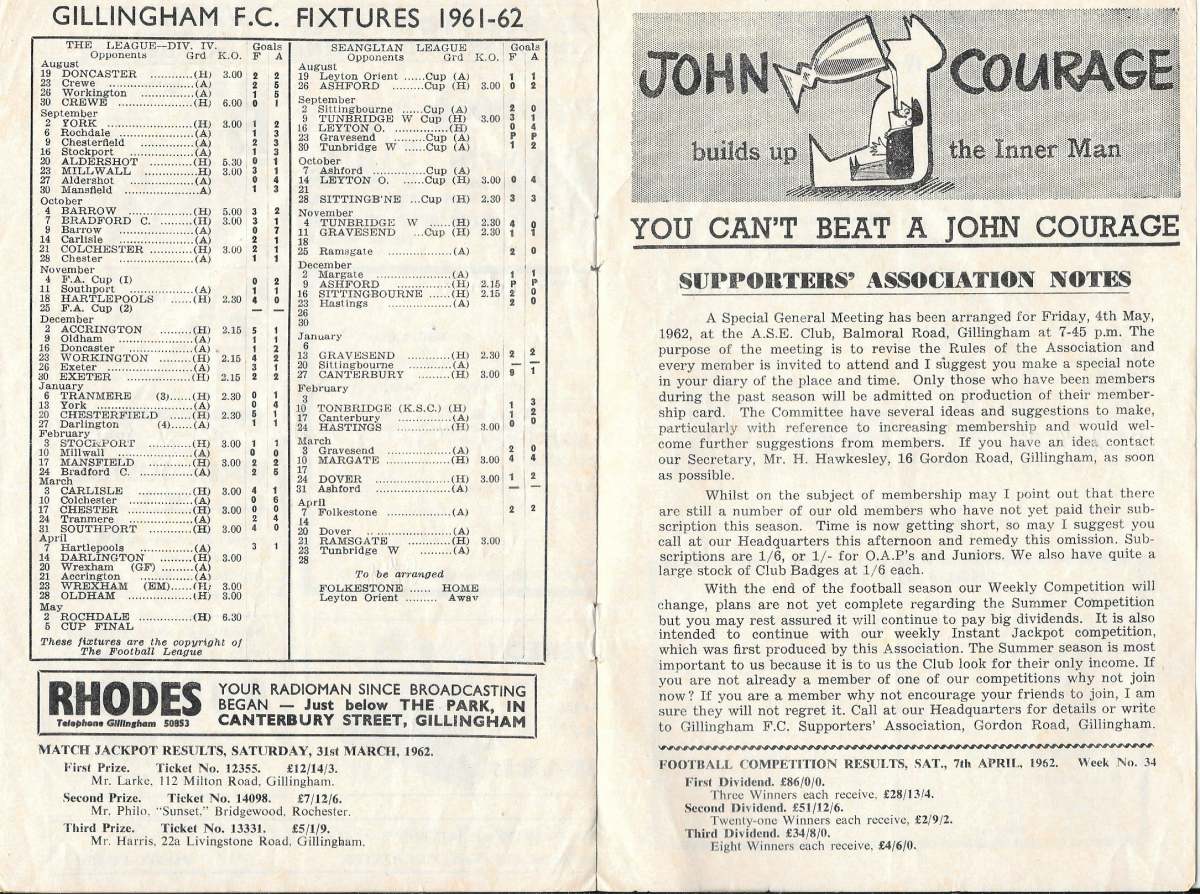 GILLINGHAM F.C. FIXTURES 1961-62
THE LEAGUE—DIV. IV. Goals
Opponents Grd K.O. F A
August
19 DONCASTER ............(H) 3.00 2 2
23 Crewe ..................(A) 2 5
26 Workington ............(A) 1 5
30 CREWE ..................(H) 6.00 0 1
September
2 YORK ..................(H) 3.00 1 2
6 Rochdale ...............(A) 1 3
9 Chesterfield ............(A) 2 3
16 Stockport ...............(A) 1 3
20 ALDERSHOT ............(H) 5.30 0 1
23 MILLWALL ............H) 3.00 3 1
27 Aldershot ...............(A) 0 4
30 Mansfield ...............A) 1 3
October
4 BARROW ...............(H) 5.00 3 2
7 BRADFORD C. .........(H) 3.00 3 1
9 Barrow ..................(A) 0 7
14 Carlisle ..................(A) 2 1
21 COLCHESTER .........(H) 3.00 2 1
28 Chester ..................(A) 1 1
November
4 F.A. Cup (I) 0 2
11 Southport ...............(A) 1 1
18 HARTLEPOOLS ......(H) 2.30 4 0
25 F.A. Cup (2) — —
December
2 ACCRINGTON .........(H) 2.15 5 1
9 Oldham ..................(A) 1 1
16 Doncaster ...............(A) 1 2
23 WORKINGTON .........(H) 2.15 4 2
26 Exeter ..................(A) 3 1
30 EXETER ...............(H) 2.15 2 2
January
6 TRANMERE (3)......(H) 2.30 0 1
13 York .....................(A) 0 4
20 CHESTERFIELD ......(H) 2.30 5 1
27 Darlington (4)......(A) 1 1
February
3 STOCKPORT ............(H) 3.00 1 1
10 Millwall ...............(A) 0 0
17 MANSFIELD ............(H) 3.00 2 2
24 Bradford C. ............(A) 2 5
March
3 CARLISLE ...............(H) 3.00 4 1
10 Colchester ...............(A) 0 6
17 CHESTER ...............(H) 3.00 0 0
24 Tranmere ...............(A) 2 4
31 SOUTHPORT ............(H) 3.00 4 0
April
7 Hartlepools ............(A) 3 1
14 DARLINGTON .........(H) 3.00
20 Wrexham (GF) .........(A)
21 Accrington ............(A)
23 WREXHAM (EM)......(H) 3.00
28 OLDHAM ...............(H) 3.00
May
2 ROCHDALE ............(H) 6.30
5 CUP FINAL
These fixtures are the copyright of
The Football League
SEANGLIAN LEAGUE Goals
Opponents Grd K.O. F A
August
19 Leyton Orient ......Cup (A) 1 1
26 ASHFORD .........Cup (H) 3.00 0 2
September
2 Sittingbourne ...Cup (A) 2 0
9 TUNBRIDGE W Cup (H) 3.00 3 1
16 LEYTON O. ............(H) 0 4
23 Gravesend .........Cup (A) P P
30 Tunbridge W ......Cup (A) 1 2
October
7 Ashford ............Cup (A)
14 LEYTON O. ......Cup (H) 3.00 0 4
21
28 SITTINGB'NE ...Cup (H) 2.30 3 3
November
4 TUNBRIDGE W ......(H) 2.30 4 0
11 GRAVESEND ...Cup (H) 2.30 1 1
18
25 Ramsgate ...............(A) 2 0
December
2 Margate ...............(A) 1 1
9 ASHFORD ...............(H) 2.15 P P
16 SITTINGBOURNE ......(H) 2.15 2 0
23 Hastings ...............(A) 2 0
26
30
January
6
13 GRAVESEND ............(H) 2.30 2 2
20 Sittingbourne .........(A) — —
27 CANTERBURY .........(H) 3.00 9 1
February
3
10 TONBRIDGE (K.S.C.) (H) 1 3
17 Canterbury ............(A) 1 2
24 HASTINGS ............(H) 3.00 0 0
March
3 Gravesend ...............(A) 2 0
10 MARGATE ...............(H) 3.00 4 4
17
24 DOVER ..................(H) 3.00 1 2
31 Ashford ..................(A) — —
April
7 Folkestone ............(A) 2 2
14
20 Dover ..................(A)
21 RAMSGATE ............(H) 3.00
23 Tunbridge W .........(A)
28
To be arranged
FOLKESTONE ...... HOME
Leyton Orient ......... Away
RHODES
Telephone Gillingham 50853
YOUR RADIOMAN SINCE BROADCASTING
BEGAN — Just below THE PARK, IN
CANTERBURY STREET, GILLINGHAM
MATCH JACKPOT RESULTS, SATURDAY, 31st MARCH, 1962.
First Prize. Ticket No. 12355. £12/14/3.
Mr. Larke, 112 Milton Road, Gillingham.
Second Prize. Ticket No. 14098. £7/12/6.
Mr. Philo, "Sunset," Bridgewood, Rochester.
Third Prize. Ticket No. 13331. £5/1/9.
Mr. Harris, 22a Livingstone Road, Gillingham.
JOHN COURAGE
builds up the Inner Man
YOU CAN'T BEAT A JOHN COURAGE
SUPPORTERS' ASSOCIATION NOTES
A Special General Meeting has been arranged for Friday, 4th May,
1962, at the A.S.E. Club, Balmoral Road, Gillingham at 7-45 p.m. The
purpose of the meeting is to revise the Rules of the Association and
every member is invited to attend and I suggest you make a special note
in your diary of the place and time. Only those who have been members
during the past season will be admitted on production of their member-
ship card. The Committee have several ideas and suggestions to make,
particularly with reference to increasing membership and would wel-
come further suggestions from members. If you have an idea contact
our Secretary, Mr. H. Hawkesley, 16 Gordon Road, Gillingham, as soon
as possible.
Whilst on the subject of membership may I point out that there
are still a number of our old members who have not yet paid their sub-
scription this season. Time is now getting short, so may I suggest you
call at our Headquarters this afternoon and remedy this omission. Sub-
scriptions are 1/6, or 1/- for O.A.P's and Juniors. We also have quite a
large stock of Club Badges at 1/6 each.
With the end of the football season our Weekly Competition will
change, plans are not yet complete regarding the Summer Competition
but you may rest assured it will continue to pay big dividends. It is also
intended to continue with our weekly Instant Jackpot competition,
which was first produced by this Association. The Summer season is most
important to us because it is to us the Club look for their only income. If
you are not already a member of one of our competitions why not join
now? If you are a member why not encourage your friends to join, I am
sure they will not regret it. Call at our Headquarters for details or write
to Gillingham F.C. Supporters' Association, Gordon Road, Gillingham.
FOOTBALL COMPETITION RESULTS, SAT., 7th APRIL, 1962. Week No. 34
First Dividend. £86/0/0.
Three Winners each receive, £28/13/4.
Second Dividend. £51/12/6.
Twenty-one Winners each receive, £2/9/2.
Third Dividend. £34/8/0.
Eight Winners each receive, £4/6/0.